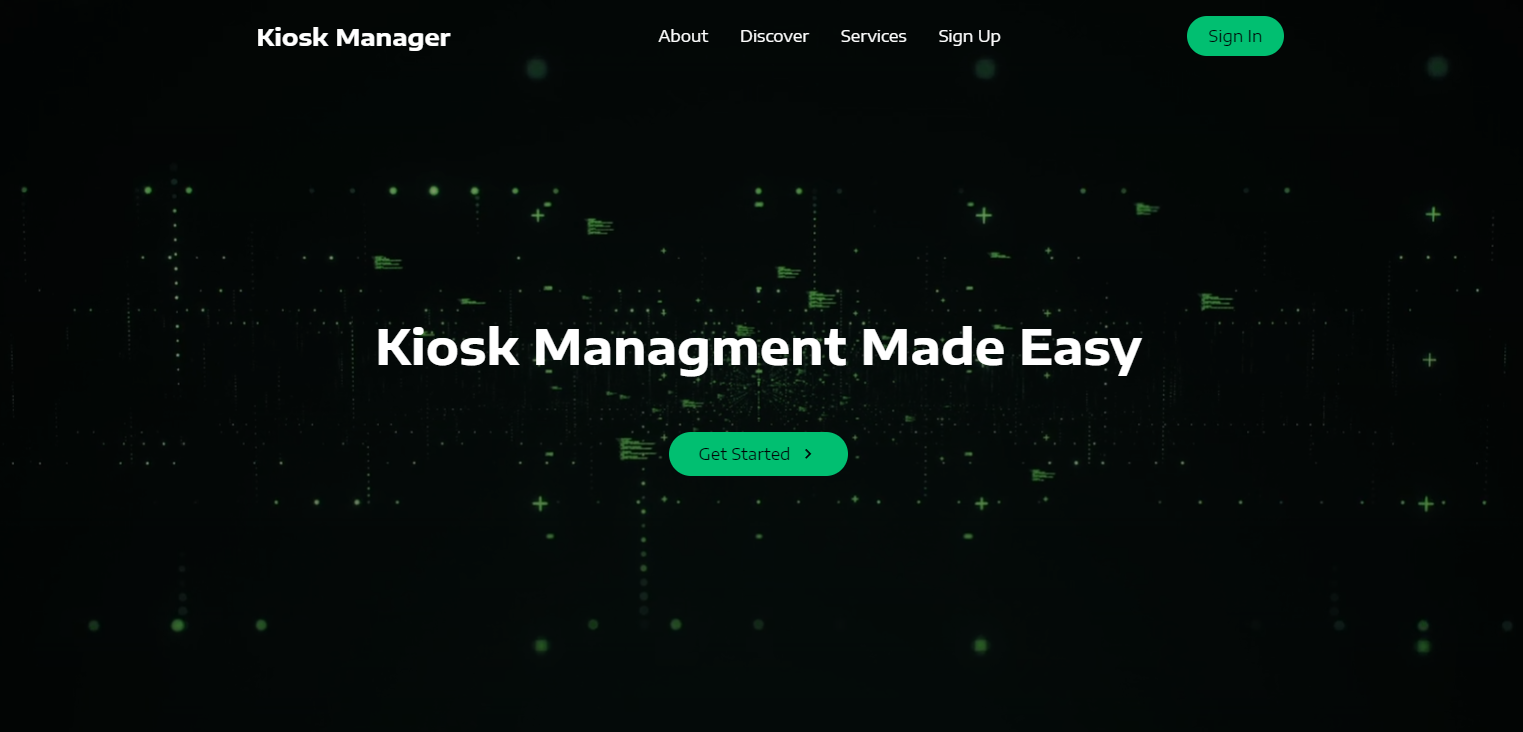 Kiosk Manager
About Discover Services Sign Up
Sign In
Kiosk Managment Made Easy
Get Started